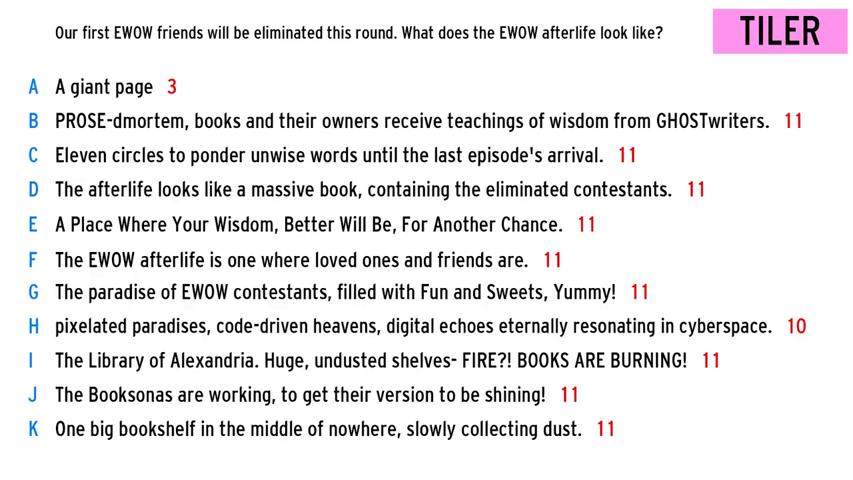 Our first EWOW friends will be eliminated this round. What does the EWOW afterlife look like?
TILER
A A giant page 3
B PROSE-dmortem, books and their owners receive teachings of wisdom from GHOSTwriters. 11
C Eleven circles to ponder unwise words until the last episode's arrival. 11
D The afterlife looks like a massive book, containing the eliminated contestants. 11
E A Place Where Your Wisdom, Better Will Be, For Another Chance. 11
F The EWOW afterlife is one where loved ones and friends are. 11
G The paradise of EWOW contestants, filled with Fun and Sweets, Yummy! 11
H pixelated paradises, code-driven heavens, digital echoes eternally resonating in cyberspace. 10
I The Library of Alexandria. Huge, undusted shelves- FIRE?! BOOKS ARE BURNING! 11
J The Booksonas are working, to get their version to be shining! 11
K One big bookshelf in the middle of nowhere, slowly collecting dust. 11